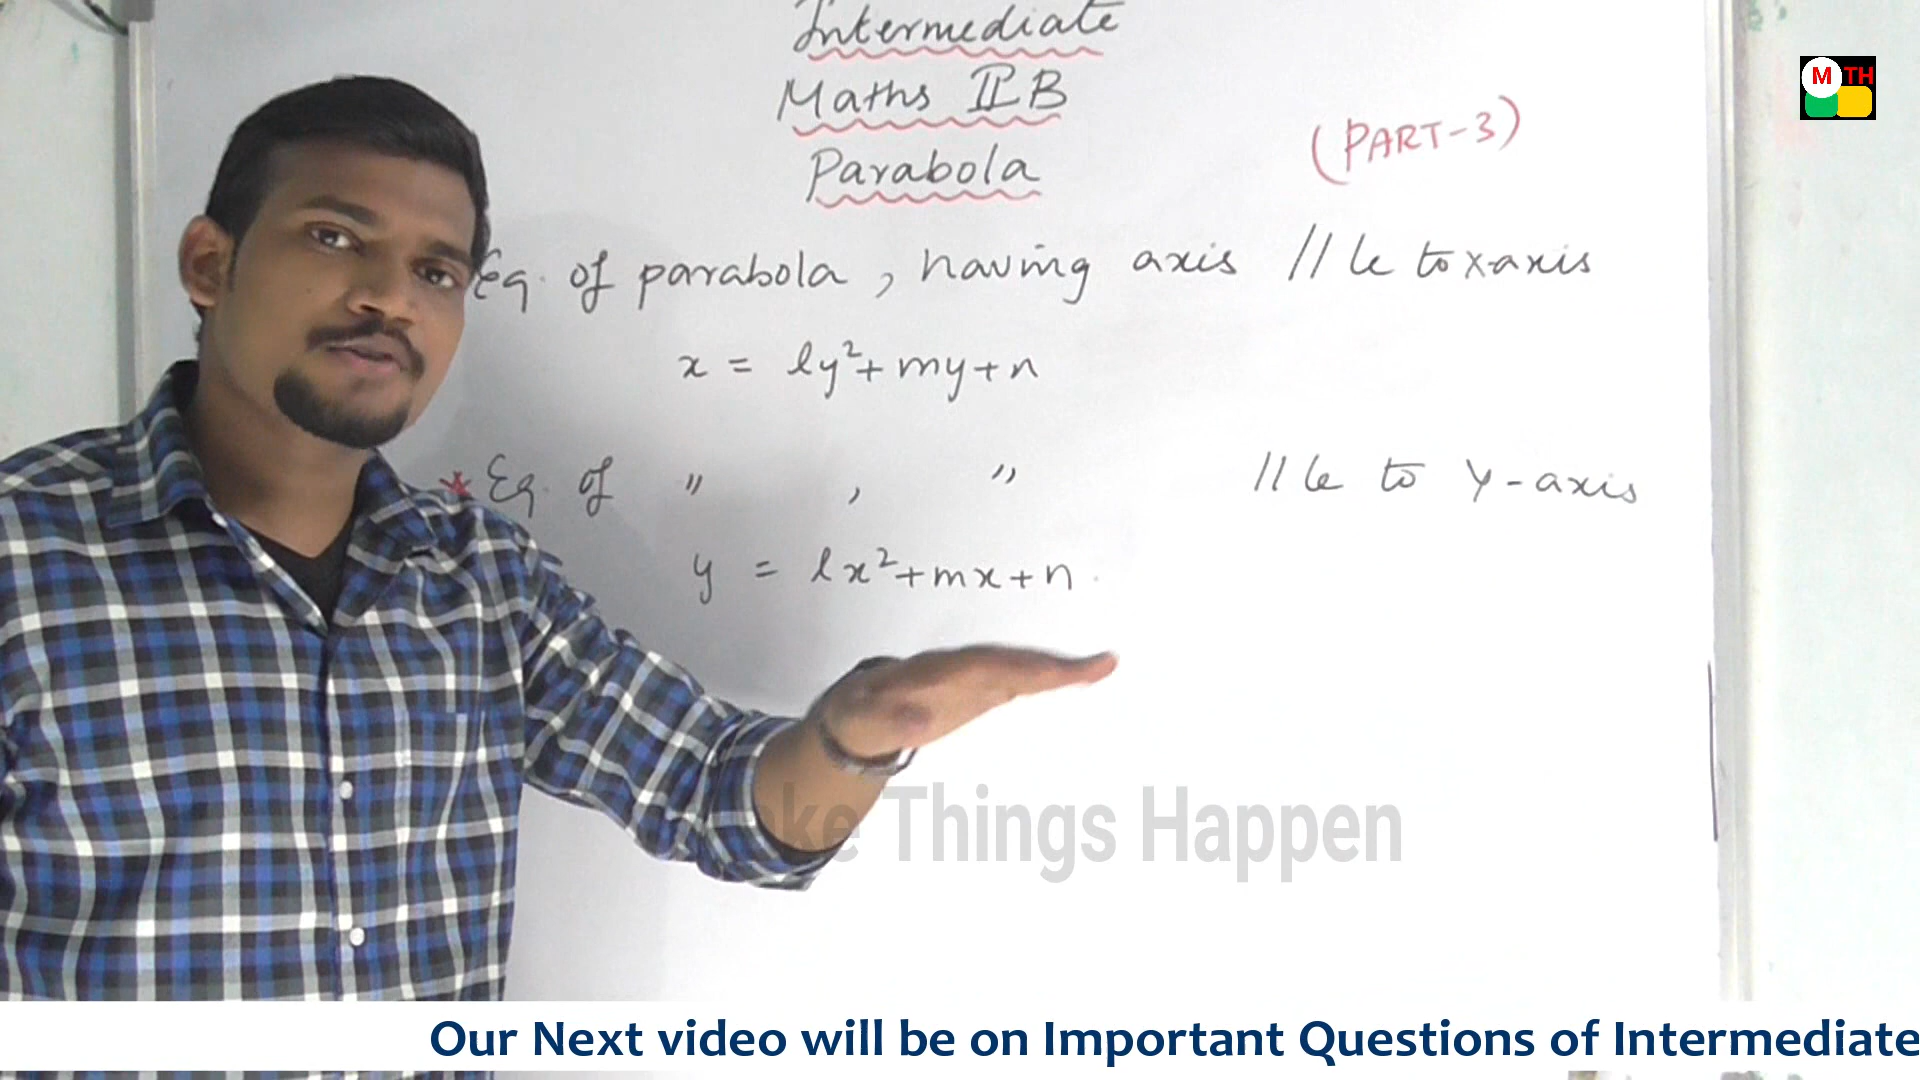 Intermediate
Maths IIB
Parabola
(PART-3)
M TH
Eq. of parabola, having axis //le to x-axis
x = ly²+my+n
* Eq. of " , " //le to Y-axis
y = lx²+mx+n.
Things Happen
Our Next video will be on Important Questions of Intermediate